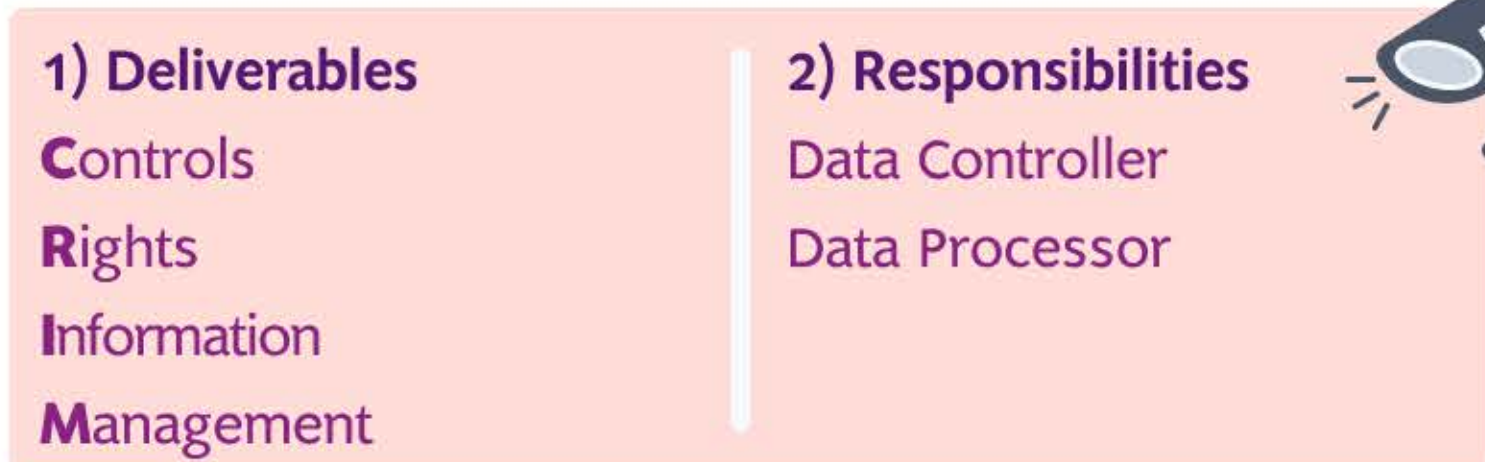 1) Deliverables
Controls
Rights
Information
Management
2) Responsibilities
Data Controller
Data Processor